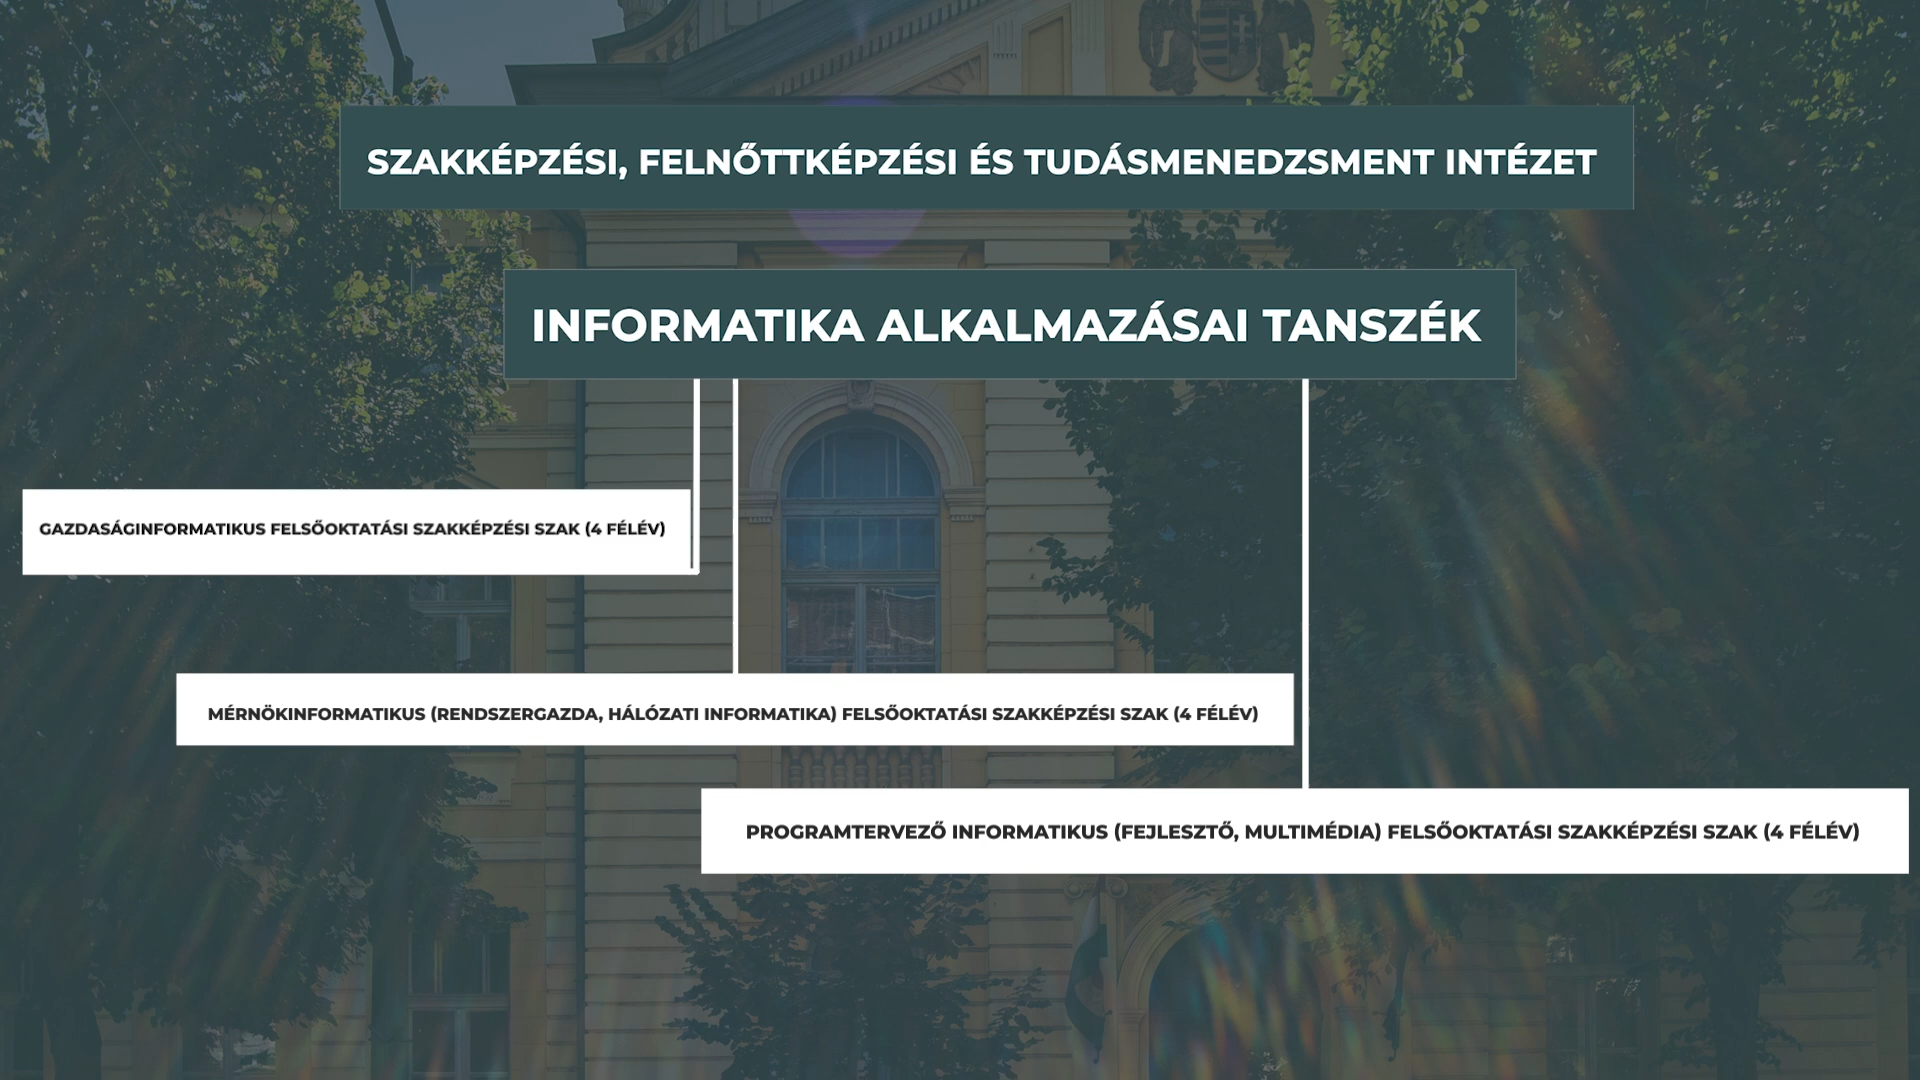 SZAKKÉPZÉSI, FELNŐTTKÉPZÉSI ÉS TUDÁSMENEDZSMENT INTÉZET
INFORMATIKA ALKALMAZÁSAI TANSZÉK
GAZDASÁGINFORMATIKUS FELSŐOKTATÁSI SZAKKÉPZÉSI SZAK (4 FÉLÉV)
MÉRNÖKINFORMATIKUS (RENDSZERGAZDA, HÁLÓZATI INFORMATIKA) FELSŐOKTATÁSI SZAKKÉPZÉSI SZAK (4 FÉLÉV)
PROGRAMTERVEZŐ INFORMATIKUS (FEJLESZTŐ, MULTIMÉDIA) FELSŐOKTATÁSI SZAKKÉPZÉSI SZAK (4 FÉLÉV)